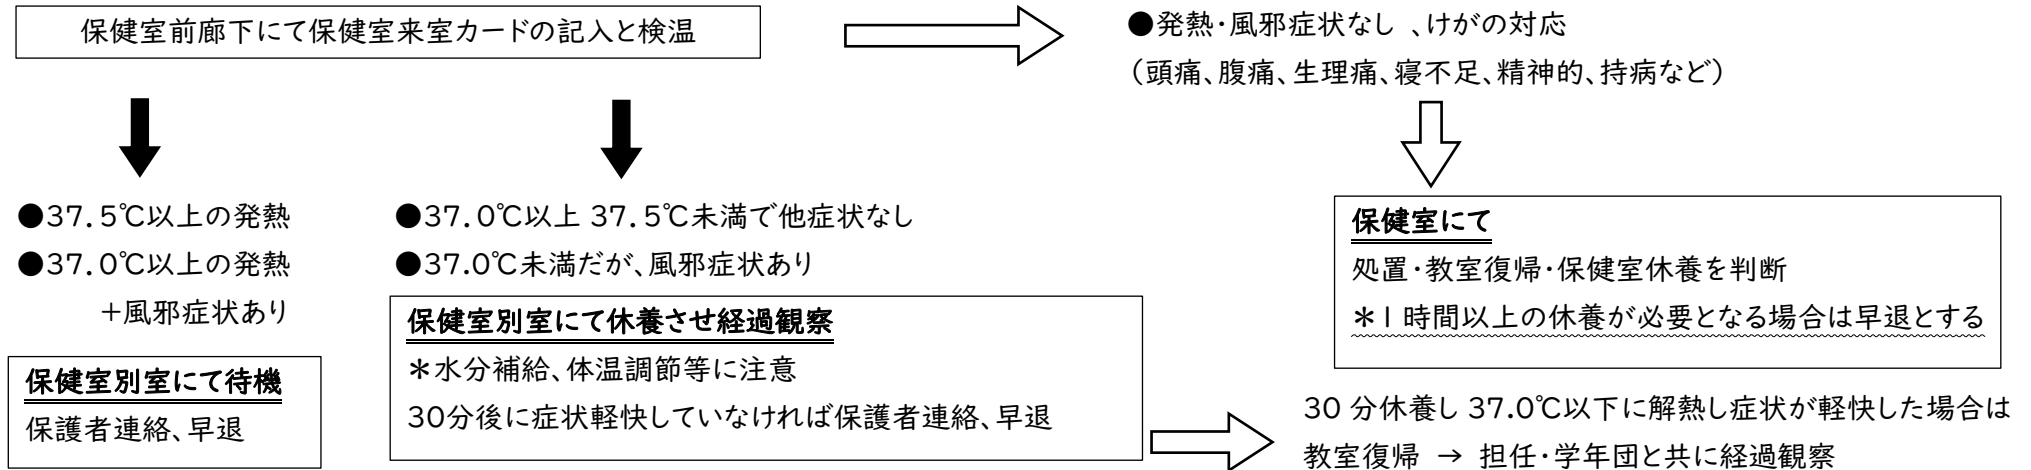 保健室前廊下にて保健室来室カードの記入と検温
●発熱・風邪症状なし 、けがの対応
(頭痛、腹痛、生理痛、寝不足、精神的、持病など)
●37.5℃以上の発熱
●37.0℃以上の発熱
+風邪症状あり
保健室別室にて待機
保護者連絡、早退
●37.0℃以上 37.5℃未満で他症状なし
●37.0℃未満だが、風邪症状あり
保健室別室にて休養させ経過観察
*水分補給、体温調節等に注意
30分後に症状軽快していなければ保護者連絡、早退
保健室にて
処置・教室復帰・保健室休養を判断
*1時間以上の休養が必要となる場合は早退とする
30 分休養し 37.0℃以下に解熱し症状が軽快した場合は
教室復帰 → 担任・学年団と共に経過観察